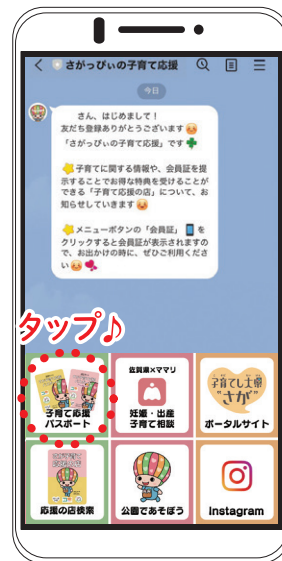 さがっぴぃの子育て応援
今日
さん、はじめまして！
友だち登録ありがとうございます
「さがっぴぃの子育て応援」です
子育てに関する情報や、会員証を提
示することでお得な特典を受けることが
できる「子育て応援の店」について、お
知らせしていきます
メニューボタンの「会員証」を
クリックすると会員証が表示されますの
で、お出かけの時に、ぜひご利用くださ
い
タップ♪
子育て応援
パスポート
佐賀県×ママリ
妊娠・出産
子育て相談
子育てし大県
“さが”
ポータルサイト
応援の店検索
公園であそぼう
Instagram